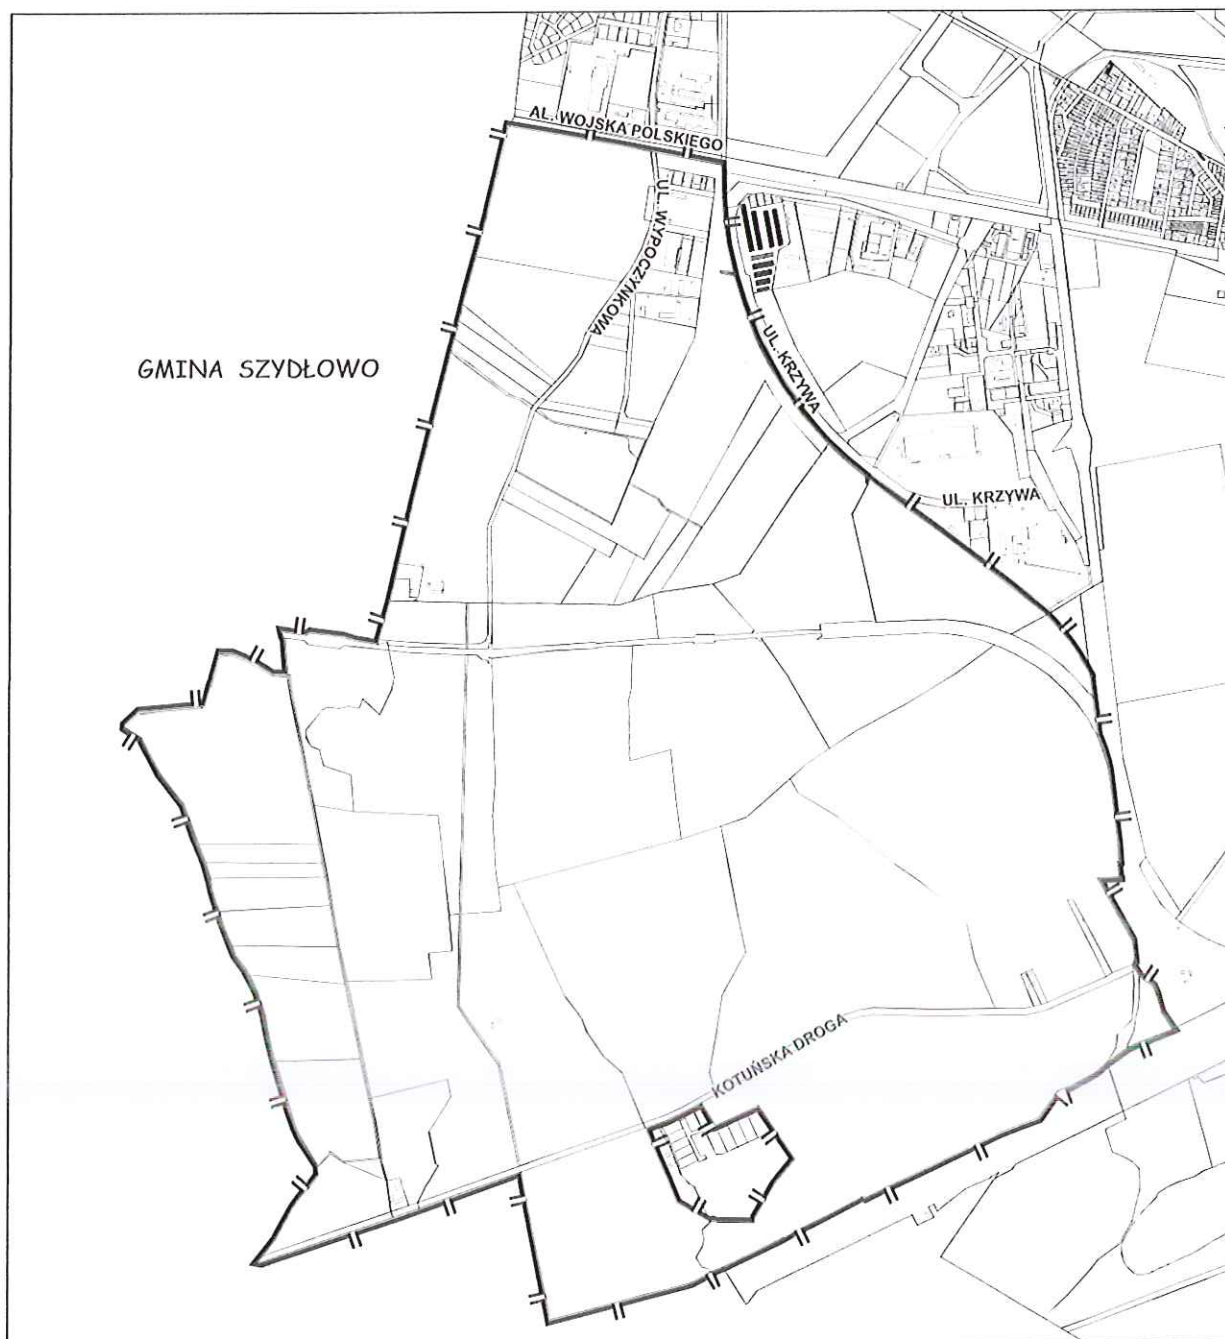 AL. WOJSKA POLSKIEGO
UL. WYPOCZYNKOWA
UL. KRZYWA
GMINA SZYDŁOWO
UL. KRZYWA
KOTUŃSKA DROGA